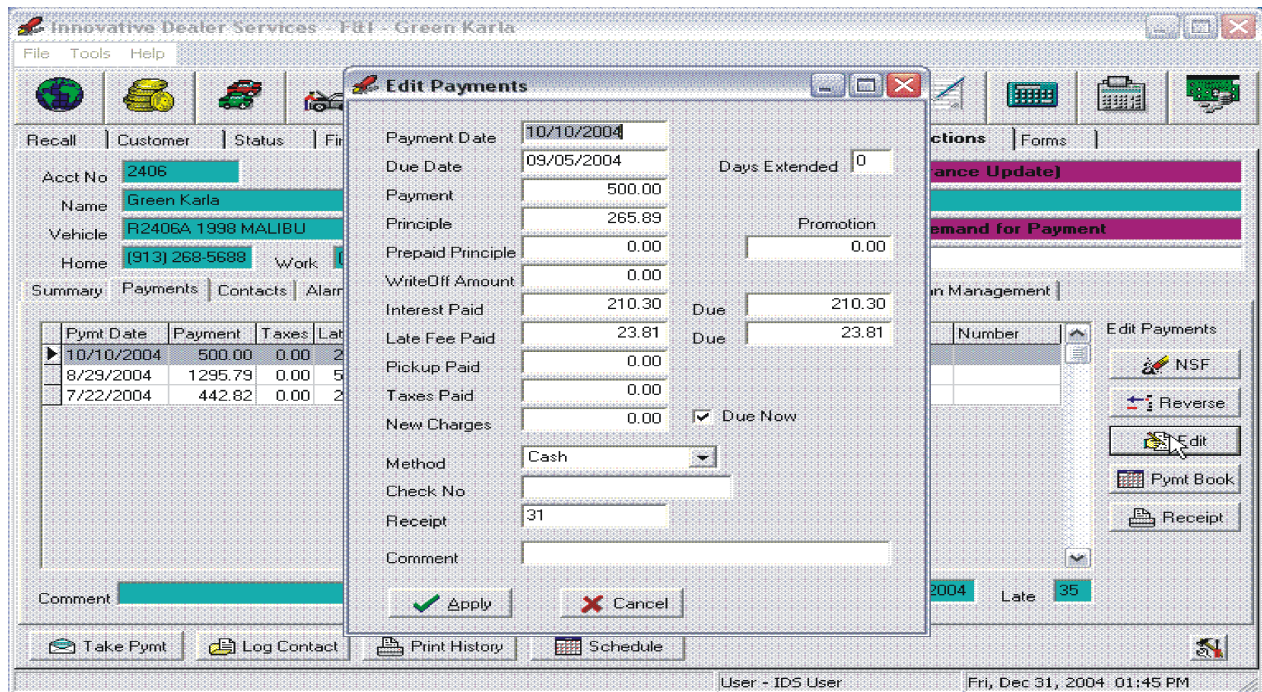 Innovative Dealer Services - F&I - Green Karla
File Tools Help
Edit Payments
Recall Customer Status Fi ctions Forms
Payment Date 10/10/2004
Due Date 09/05/2004 Days Extended 0
Payment 500.00
Principle 265.89 Promotion
Prepaid Principle 0.00 0.00
WriteOff Amount 0.00
Interest Paid 210.30 Due 210.30
Late Fee Paid 23.81 Due 23.81
Pickup Paid 0.00
Taxes Paid 0.00
New Charges 0.00 Due Now
Method Cash
Check No
Receipt 31
Comment
Apply Cancel
Acct No 2406 ance Update)
Name Green Karla
Vehicle R2406A 1998 MALIBU emand for Payment
Home (913) 268-5688 Work (
Summary Payments Contacts Alarm n Management
Pymt Date Payment Taxes Lat Number
10/10/2004 500.00 0.00 2
8/29/2004 1295.79 0.00 5
7/22/2004 442.82 0.00 2
Edit Payments
NSF
Reverse
Edit
Pymt Book
Receipt
Comment 2004 Late 35
Take Pymt Log Contact Print History Schedule
User - IDS User Fri, Dec 31, 2004 01:45 PM